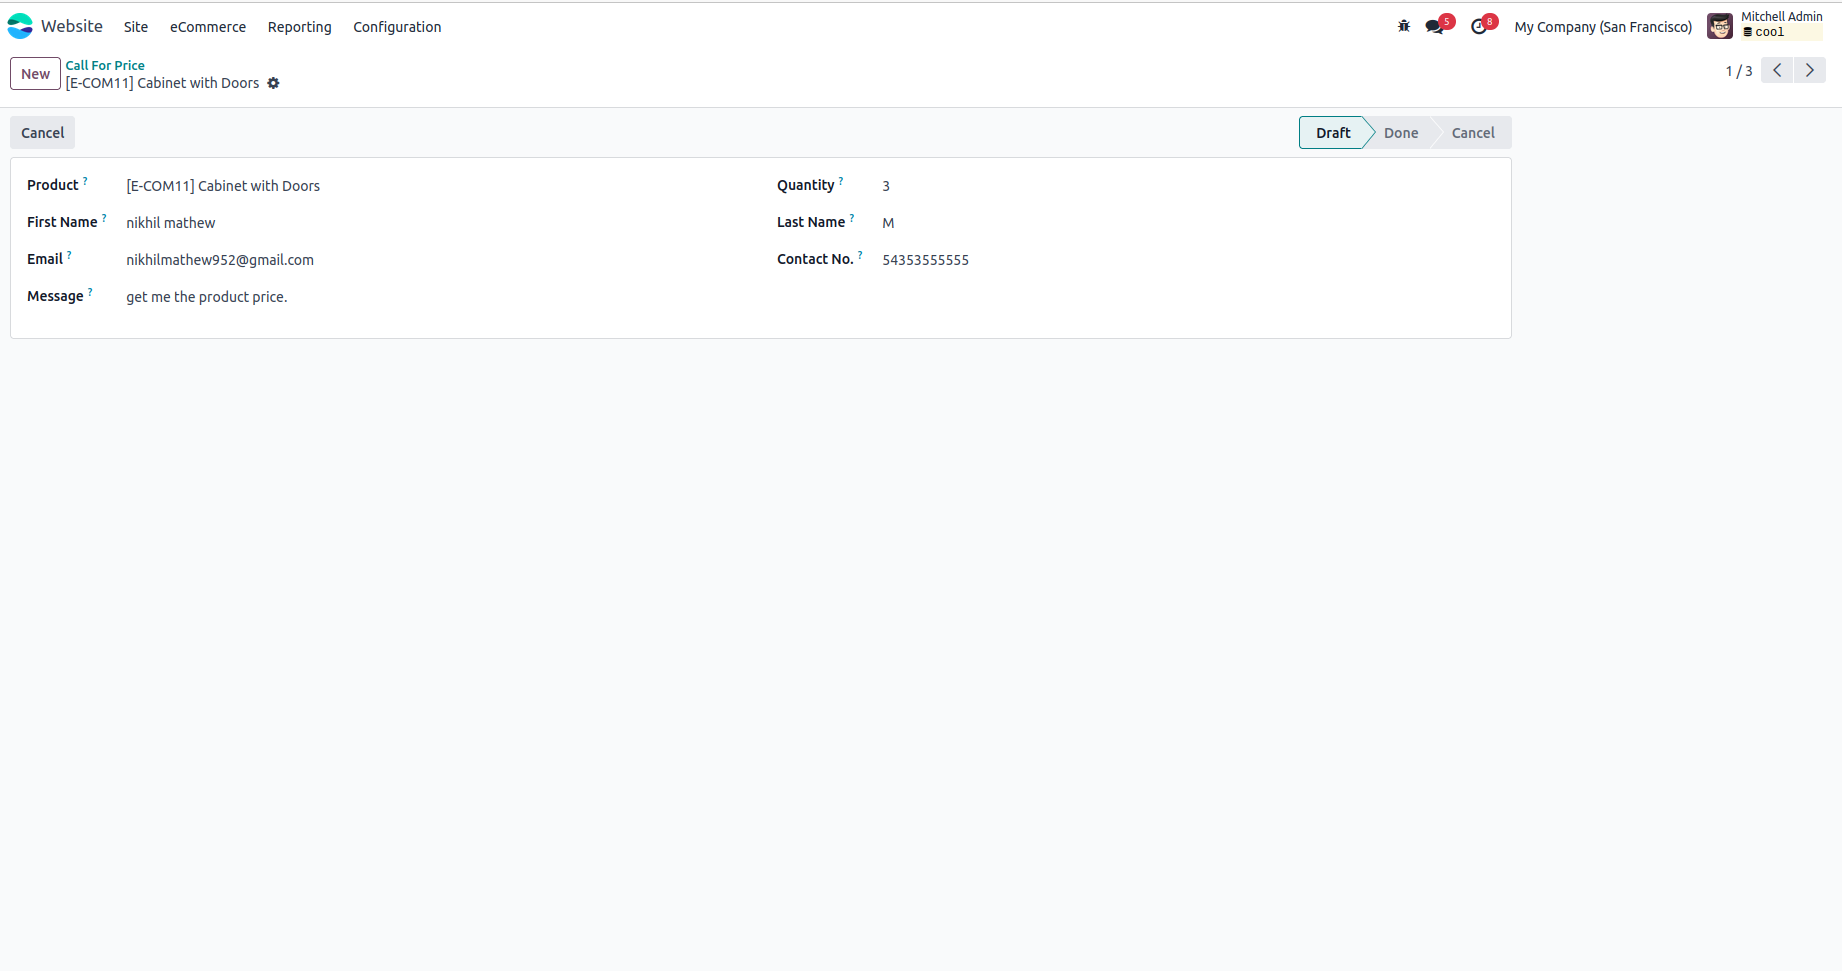 Website Site eCommerce Reporting Configuration 5 8 My Company (San Francisco) Mitchell Admin
cool
New Call For Price
[E-COM11] Cabinet with Doors 1 / 3
Cancel Draft Done Cancel
Product ? [E-COM11] Cabinet with Doors Quantity ? 3
First Name ? nikhil mathew Last Name ? M
Email ? nikhilmathew952@gmail.com Contact No. ? 54353555555
Message ? get me the product price.